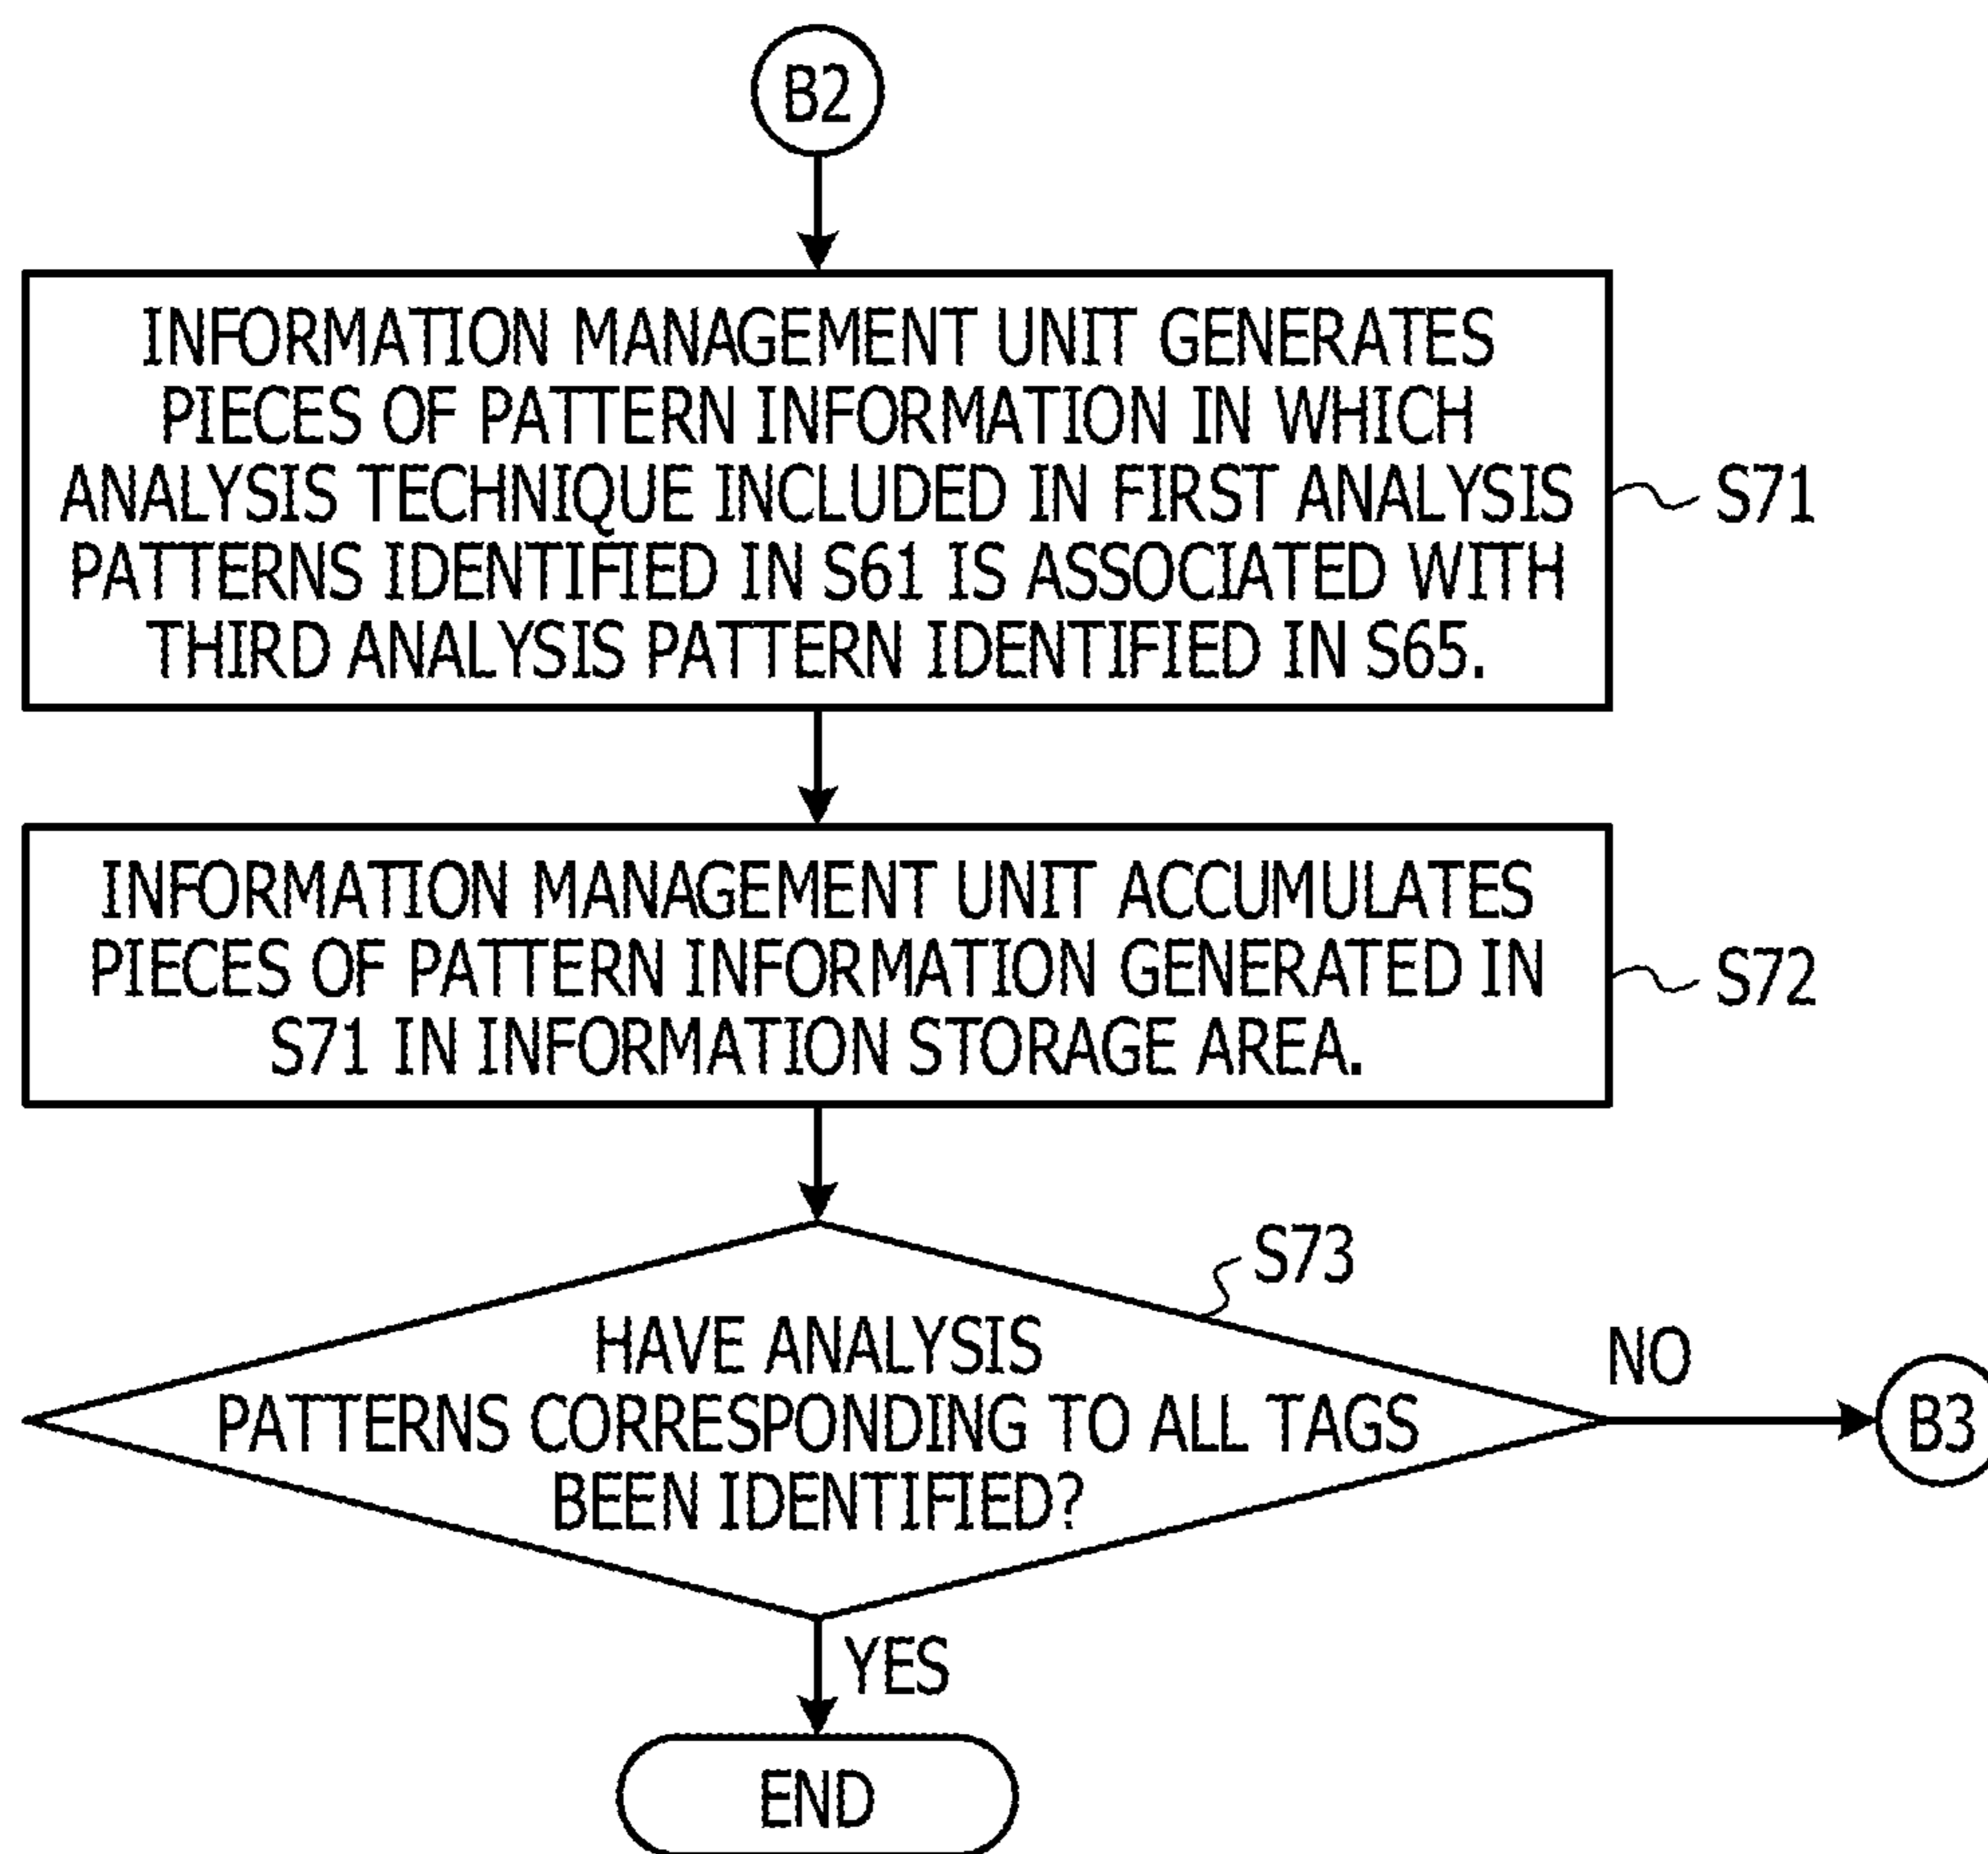 B2
INFORMATION MANAGEMENT UNIT GENERATES
PIECES OF PATTERN INFORMATION IN WHICH
ANALYSIS TECHNIQUE INCLUDED IN FIRST ANALYSIS
PATTERNS IDENTIFIED IN S61 IS ASSOCIATED WITH
THIRD ANALYSIS PATTERN IDENTIFIED IN S65.
S71
INFORMATION MANAGEMENT UNIT ACCUMULATES
PIECES OF PATTERN INFORMATION GENERATED IN
S71 IN INFORMATION STORAGE AREA.
S72
S73
HAVE ANALYSIS
PATTERNS CORRESPONDING TO ALL TAGS
BEEN IDENTIFIED?
NO
B3
YES
END